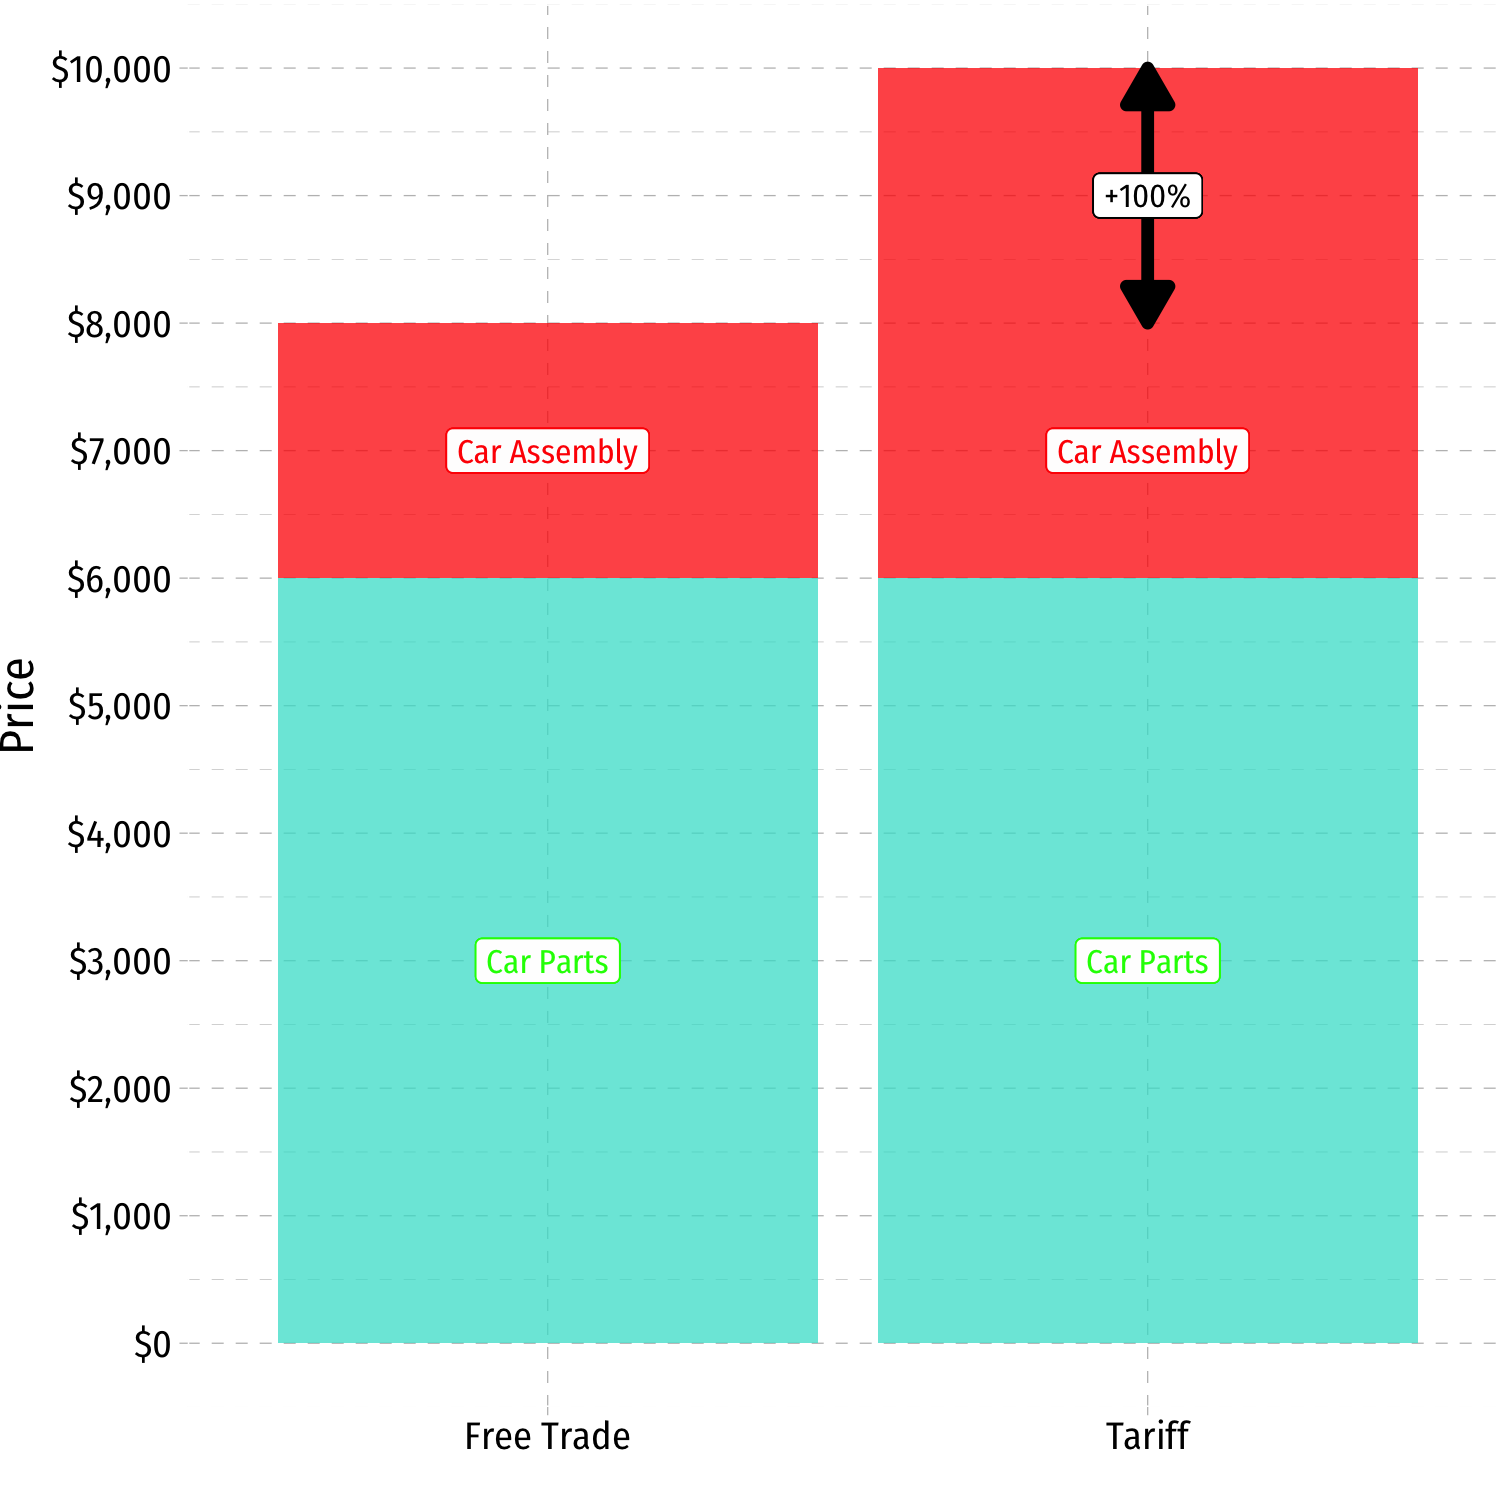 $10,000
+100%
$9,000
$8,000
Car Assembly
Car Assembly
$7,000
$6,000
Price
$5,000
$4,000
Car Parts
Car Parts
$3,000
$2,000
$1,000
$0
Free Trade
Tariff